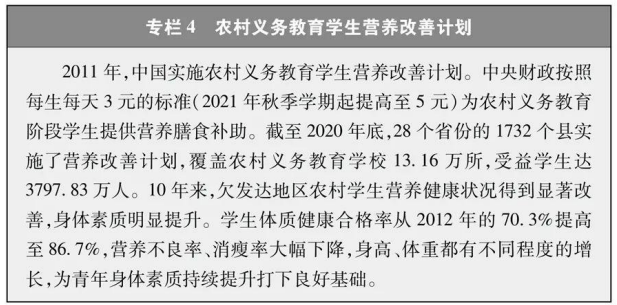 专栏 4 农村义务教育学生营养改善计划
2011 年,中国实施农村义务教育学生营养改善计划。中央财政按照
每生每天 3 元的标准(2021 年秋季学期起提高至 5 元)为农村义务教育
阶段学生提供营养膳食补助。截至 2020 年底,28 个省份的 1732 个县实
施了营养改善计划,覆盖农村义务教育学校 13.16 万所,受益学生达
3797.83 万人。10 年来,欠发达地区农村学生营养健康状况得到显著改
善,身体素质明显提升。学生体质健康合格率从 2012 年的 70.3%提高
至 86.7%,营养不良率、消瘦率大幅下降,身高、体重都有不同程度的增
长,为青年身体素质持续提升打下良好基础。